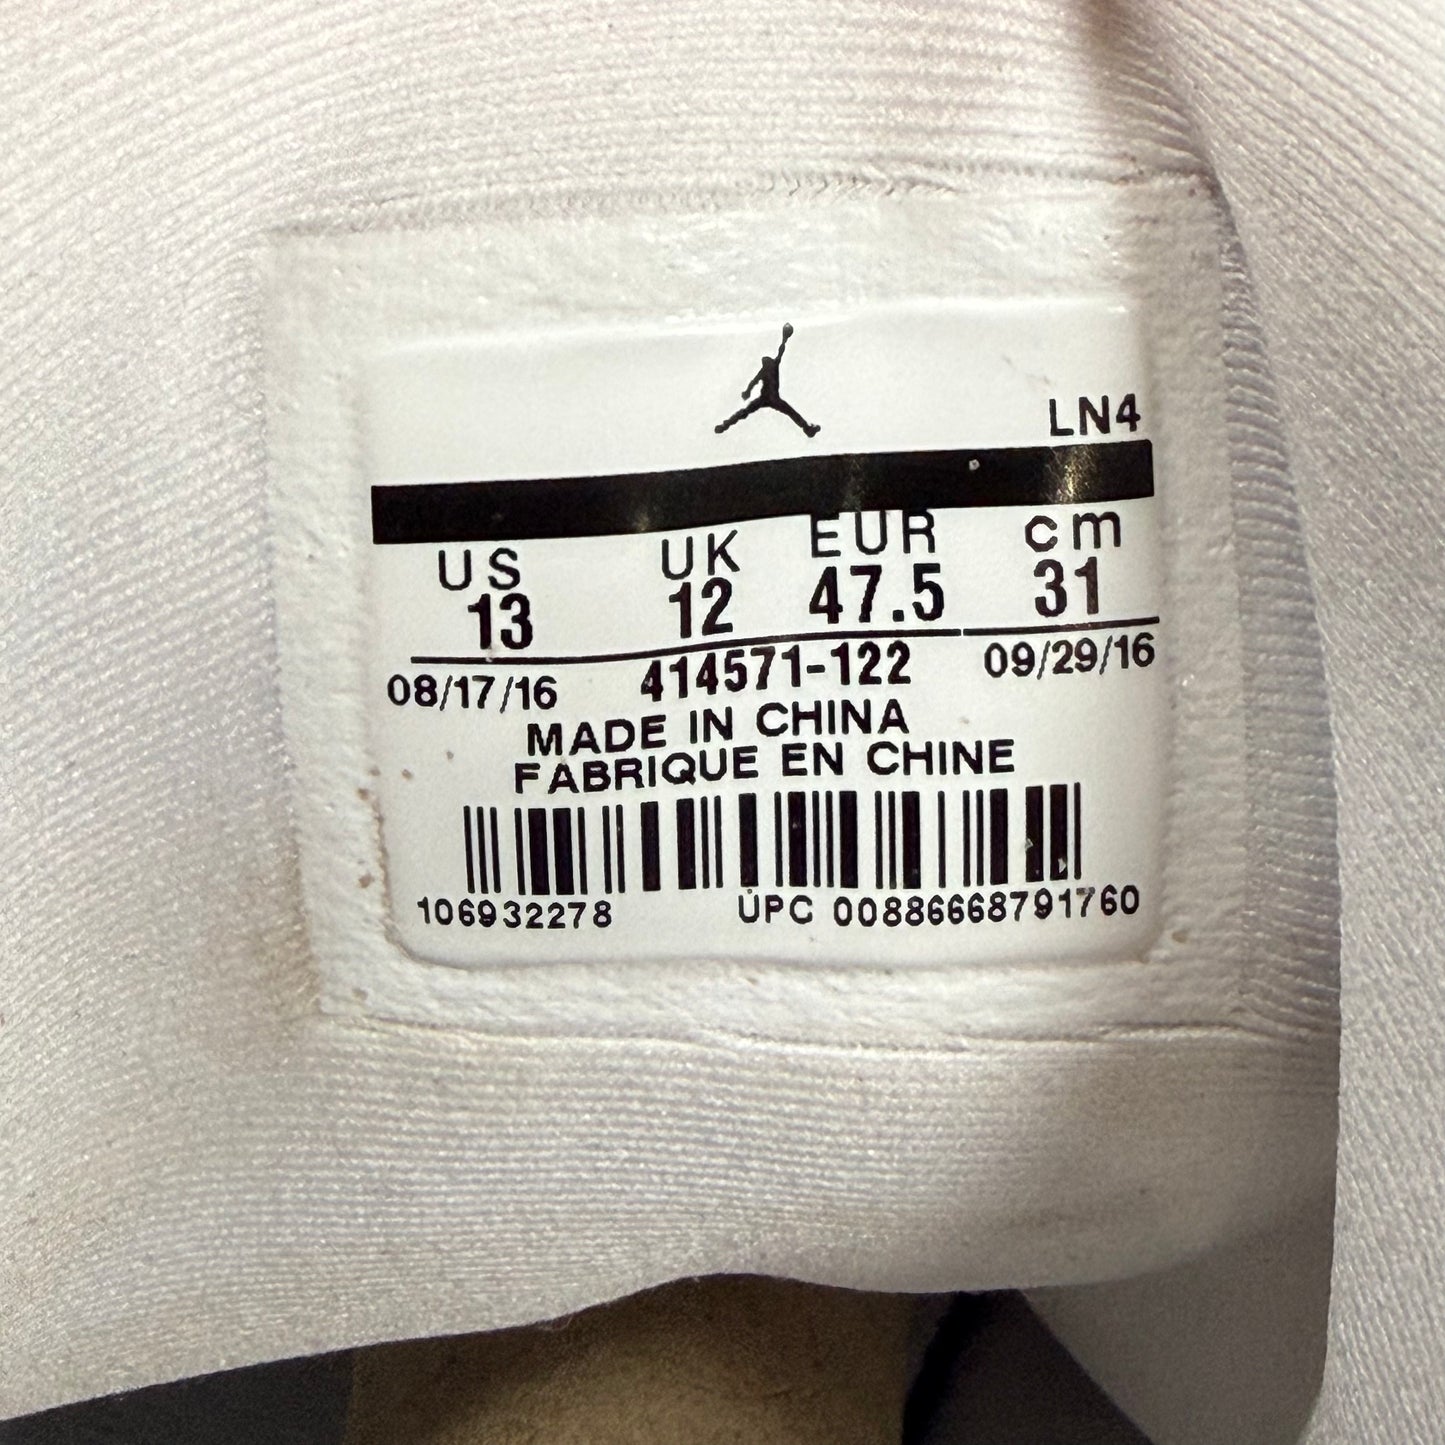 LN4
US UK EUR cm
13 12 47.5 31
08/17/16 414571-122 09/29/16
MADE IN CHINA
FABRIQUE EN CHINE
106932278 UPC 00886668791760